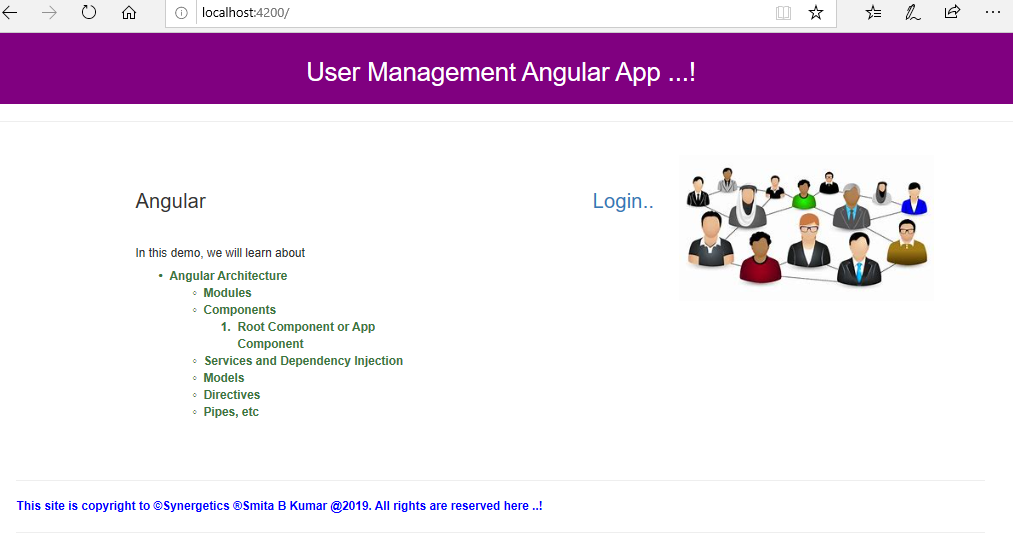 localhost:4200/
User Management Angular App ...!
Angular
Login..
In this demo, we will learn about
• Angular Architecture
◦ Modules
◦ Components
1. Root Component or App
Component
◦ Services and Dependency Injection
◦ Models
◦ Directives
◦ Pipes, etc
This site is copyright to ©Synergetics ®Smita B Kumar @2019. All rights are reserved here ..!